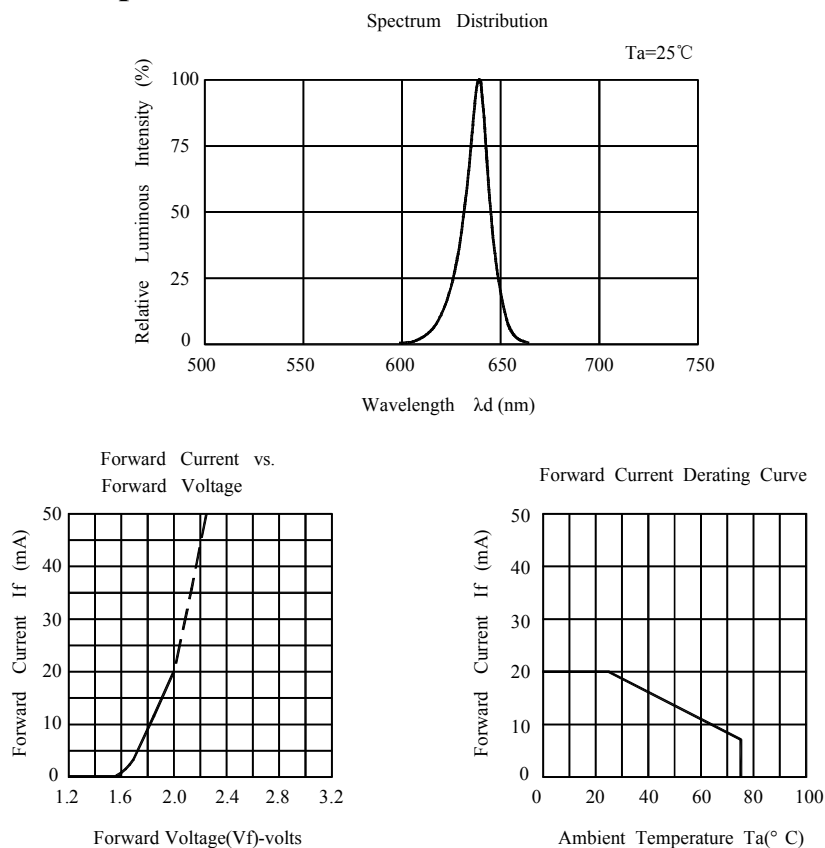 Spectrum Distribution
Ta=25℃
Relative Luminous Intensity (%)
100
75
50
25
0
500 550 600 650 700 750
Wavelength λd (nm)
Forward Current vs.
Forward Voltage
Forward Current If (mA)
50
40
30
20
10
0
1.2 1.6 2.0 2.4 2.8 3.2
Forward Voltage(Vf)-volts
Forward Current Derating Curve
Forward Current If (mA)
50
40
30
20
10
0
0 20 40 60 80 100
Ambient Temperature Ta(° C)